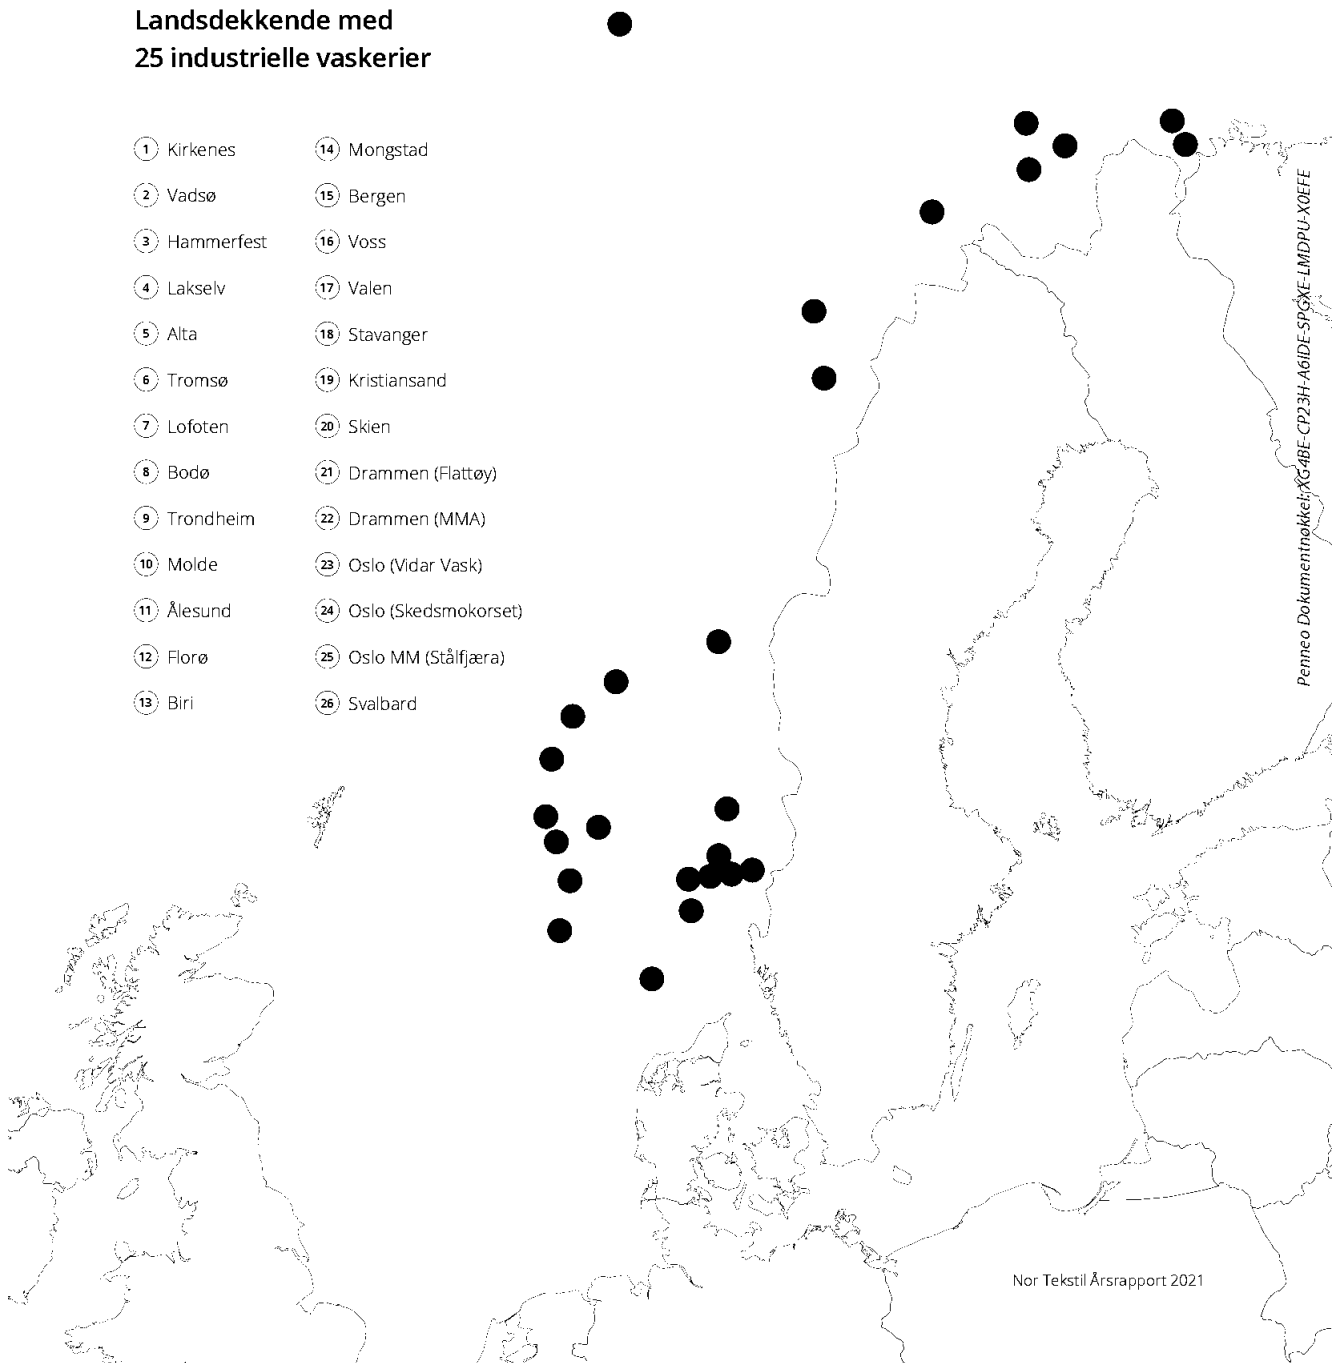 Landsdekkende med
25 industrielle vaskerier
1 Kirkenes
2 Vadsø
3 Hammerfest
4 Lakselv
5 Alta
6 Tromsø
7 Lofoten
8 Bodø
9 Trondheim
10 Molde
11 Ålesund
12 Florø
13 Biri
14 Mongstad
15 Bergen
16 Voss
17 Valen
18 Stavanger
19 Kristiansand
20 Skien
21 Drammen (Flattøy)
22 Drammen (MMA)
23 Oslo (Vidar Vask)
24 Oslo (Skedsmokorset)
25 Oslo MM (Stålfjæra)
26 Svalbard
Penneo Dokumentnøkkel: XG4BE-CP23H-A6IDE-SPGXE-LMDPU-X0EFE
Nor Tekstil Årsrapport 2021